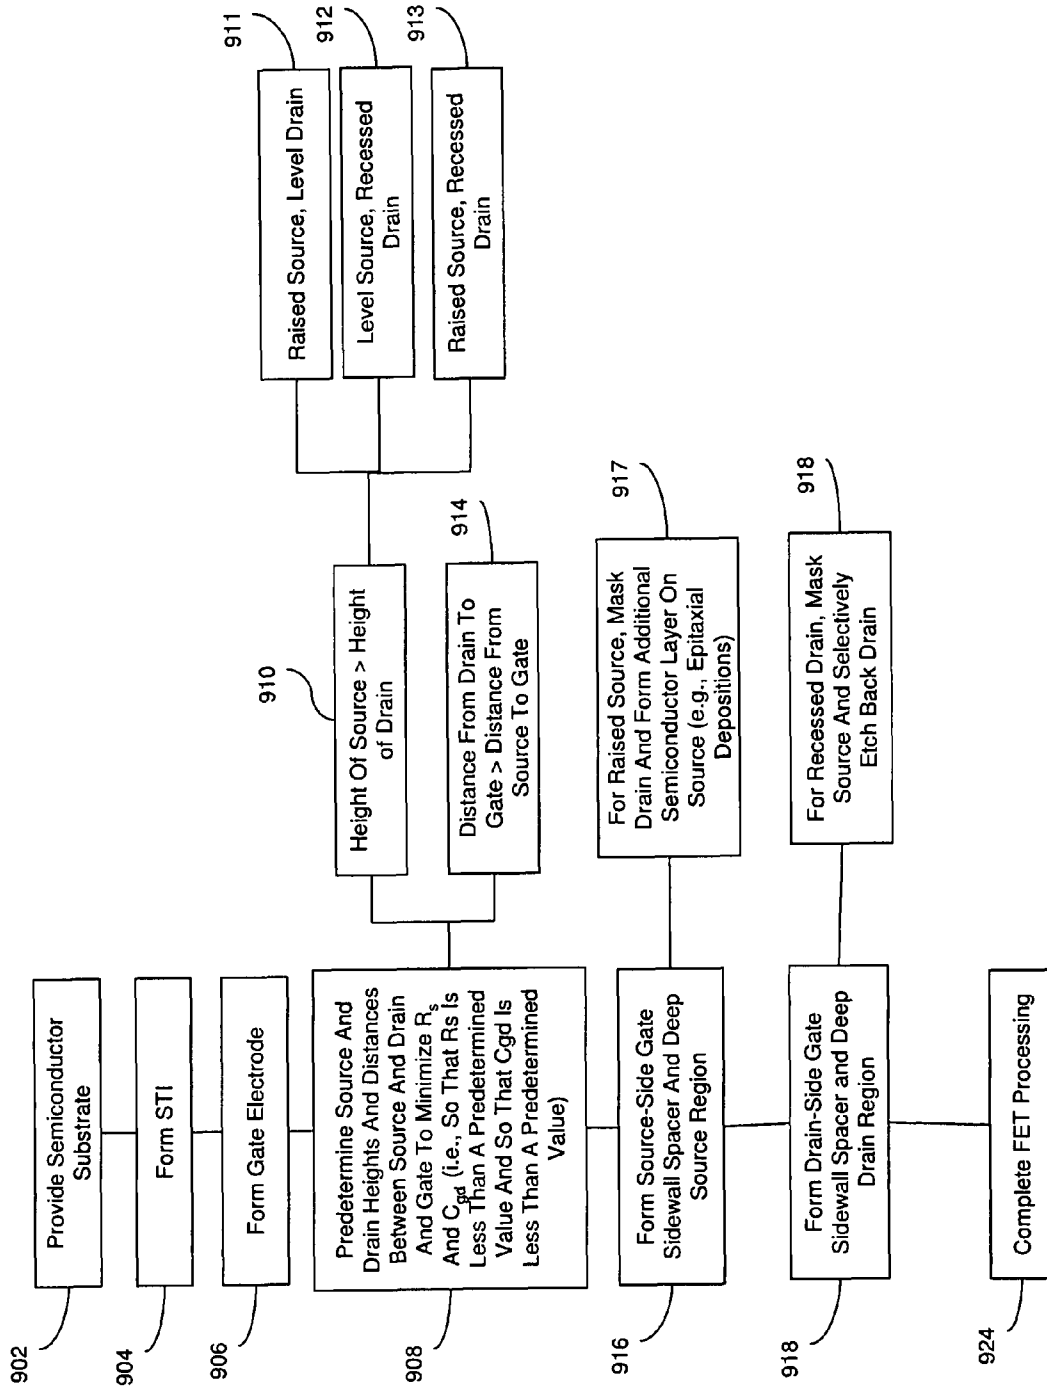 902
Provide Semiconductor
Substrate
904
Form STI
906
Form Gate Electrode
908
Predetermine Source And
Drain Heights And Distances
Between Source And Drain
And Gate To Minimize Rs
And Cgd (i.e., So That Rs Is
Less Than A Predetermined
Value And So That Cgd Is
Less Than A Predetermined
Value)
910
Height Of Source > Height
of Drain
911
Raised Source, Level Drain
912
Level Source, Recessed
Drain
913
Raised Source, Recessed
Drain
914
Distance From Drain To
Gate > Distance From
Source To Gate
916
Form Source-Side Gate
Sidewall Spacer And Deep
Source Region
917
For Raised Source, Mask
Drain And Form Additional
Semiconductor Layer On
Source (e.g., Epitaxial
Depositions)
918
Form Drain-Side Gate
Sidewall Spacer and Deep
Drain Region
918
For Recessed Drain, Mask
Source And Selectively
Etch Back Drain
924
Complete FET Processing